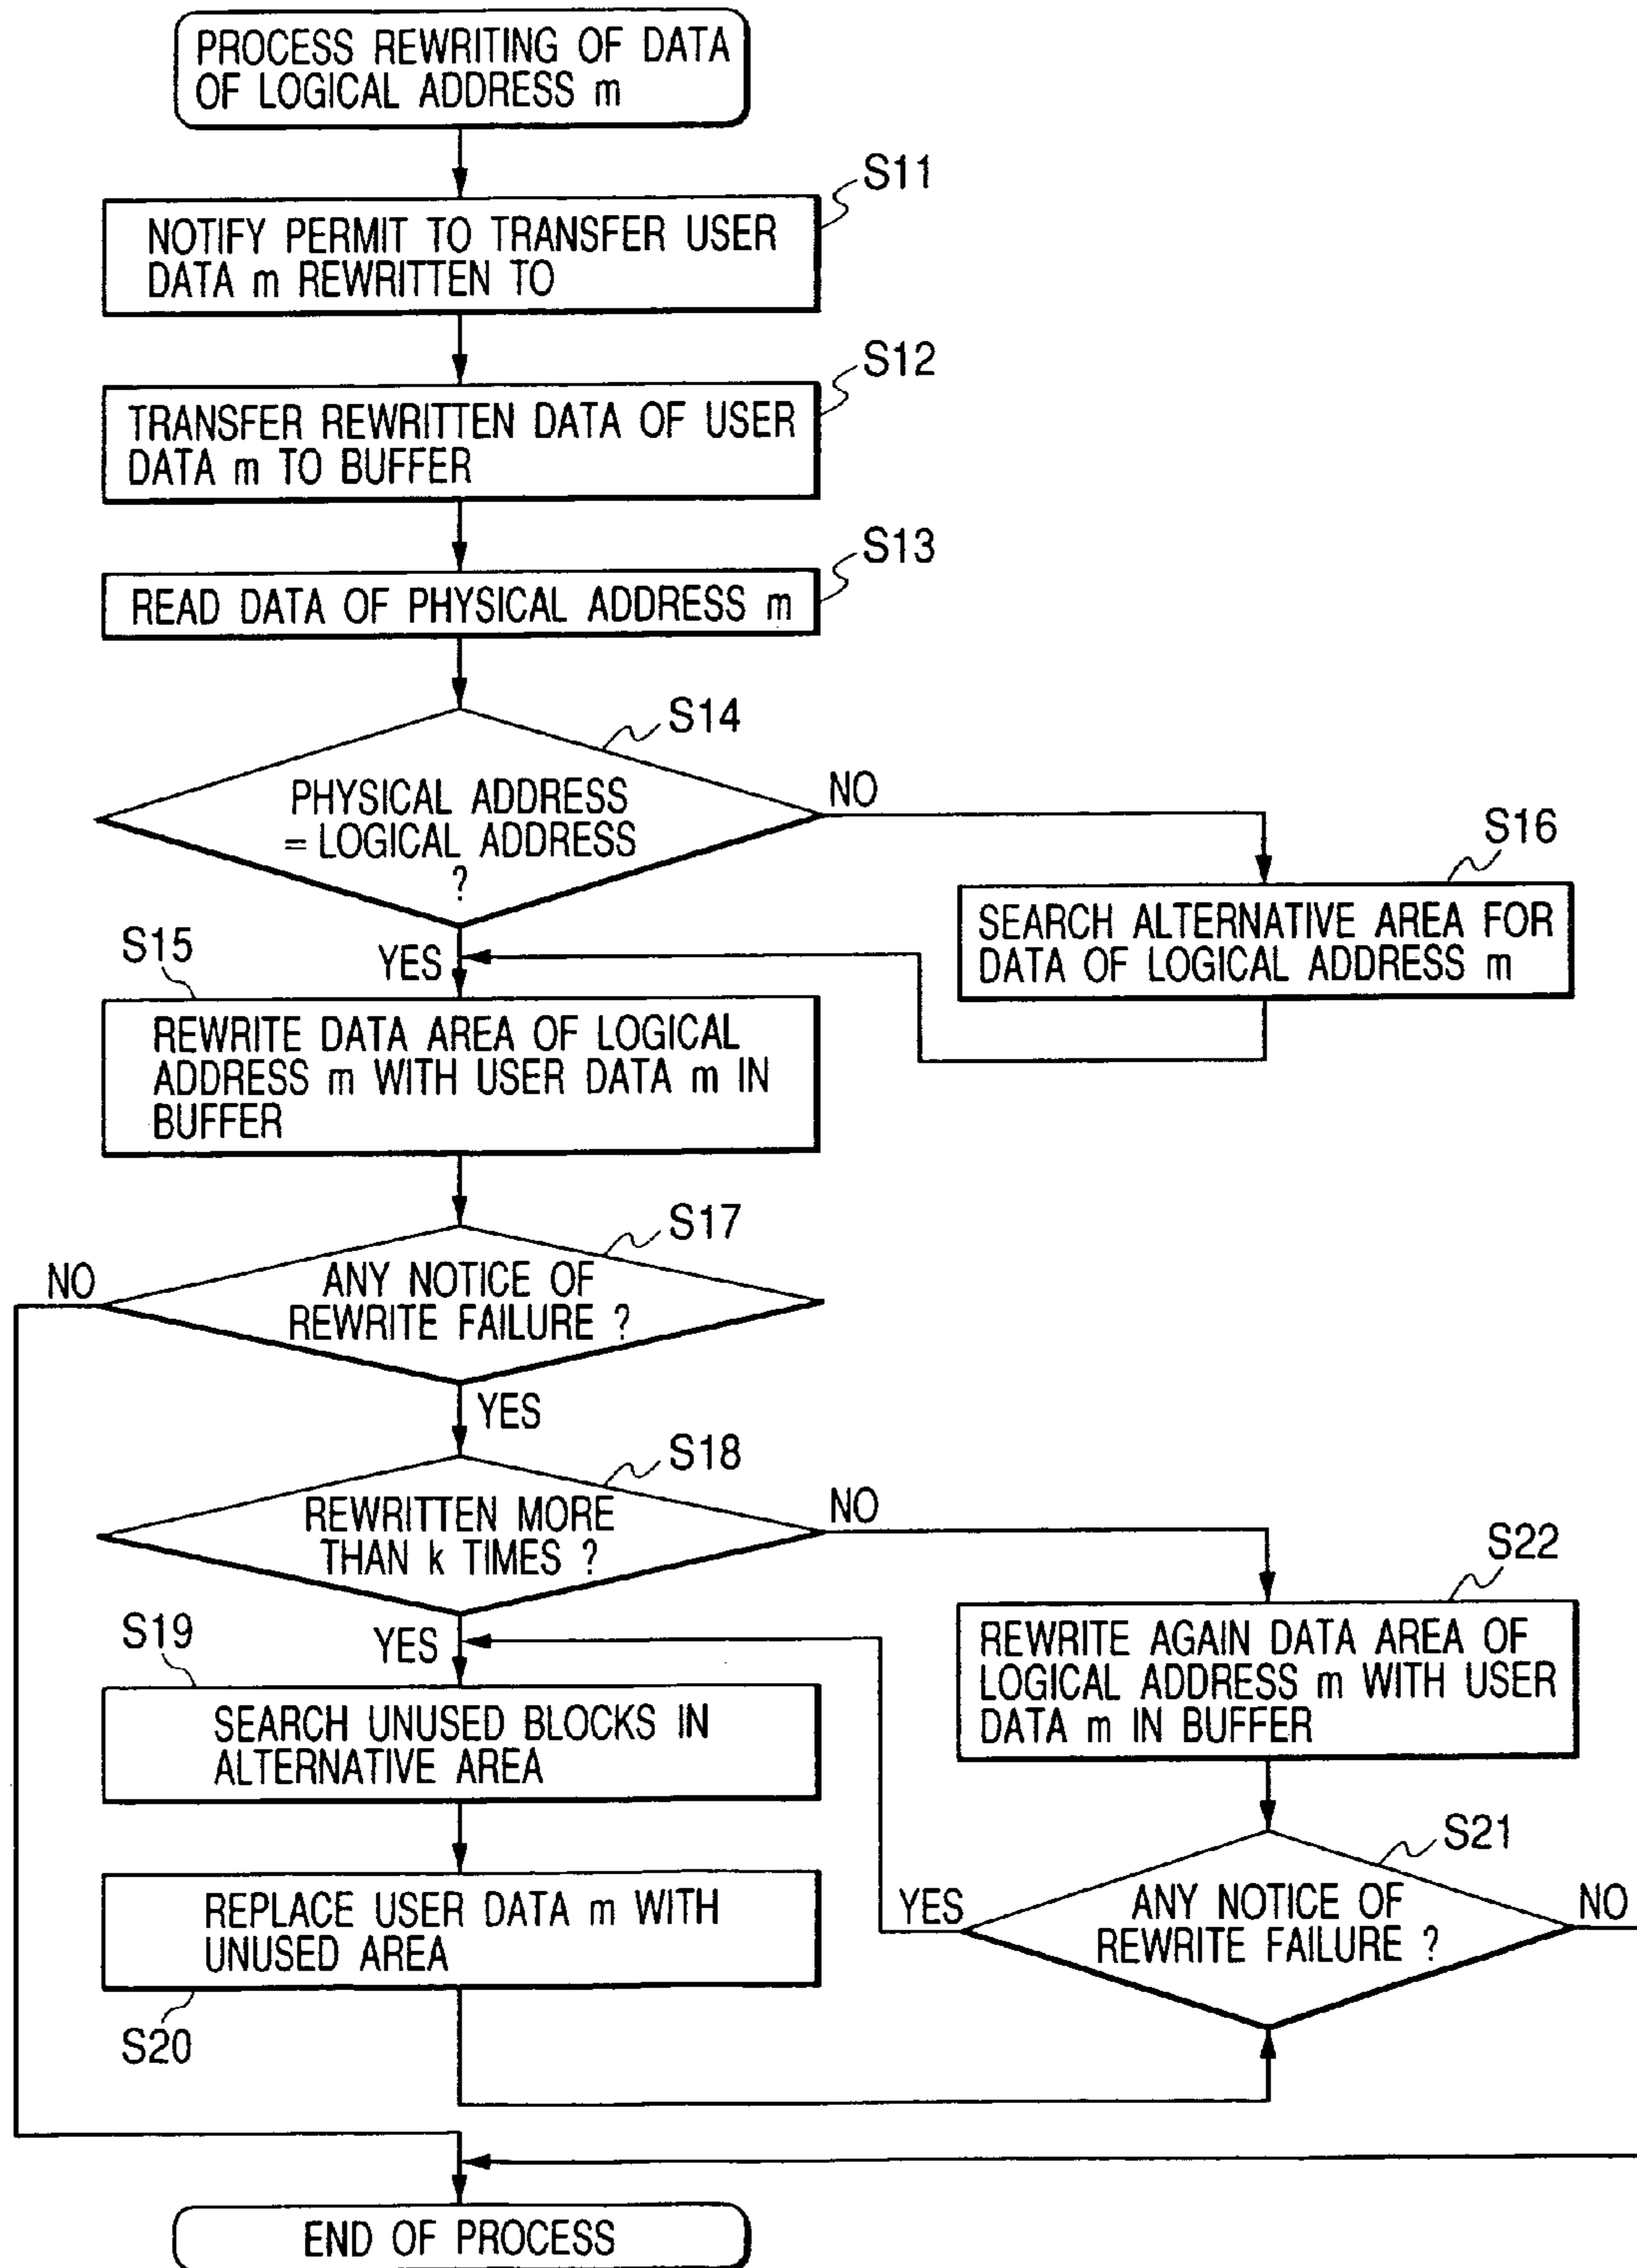 PROCESS REWRITING OF DATA
OF LOGICAL ADDRESS m
S11
NOTIFY PERMIT TO TRANSFER USER
DATA m REWRITTEN TO
S12
TRANSFER REWRITTEN DATA OF USER
DATA m TO BUFFER
S13
READ DATA OF PHYSICAL ADDRESS m
S14
PHYSICAL ADDRESS
= LOGICAL ADDRESS
?
NO
S16
SEARCH ALTERNATIVE AREA FOR
DATA OF LOGICAL ADDRESS m
YES
S15
REWRITE DATA AREA OF LOGICAL
ADDRESS m WITH USER DATA m IN
BUFFER
S17
NO
ANY NOTICE OF
REWRITE FAILURE ?
YES
S18
REWRITTEN MORE
THAN k TIMES ?
NO
S22
REWRITE AGAIN DATA AREA OF
LOGICAL ADDRESS m WITH USER
DATA m IN BUFFER
YES
S19
SEARCH UNUSED BLOCKS IN
ALTERNATIVE AREA
S21
YES
ANY NOTICE OF
REWRITE FAILURE ?
NO
REPLACE USER DATA m WITH
UNUSED AREA
S20
END OF PROCESS